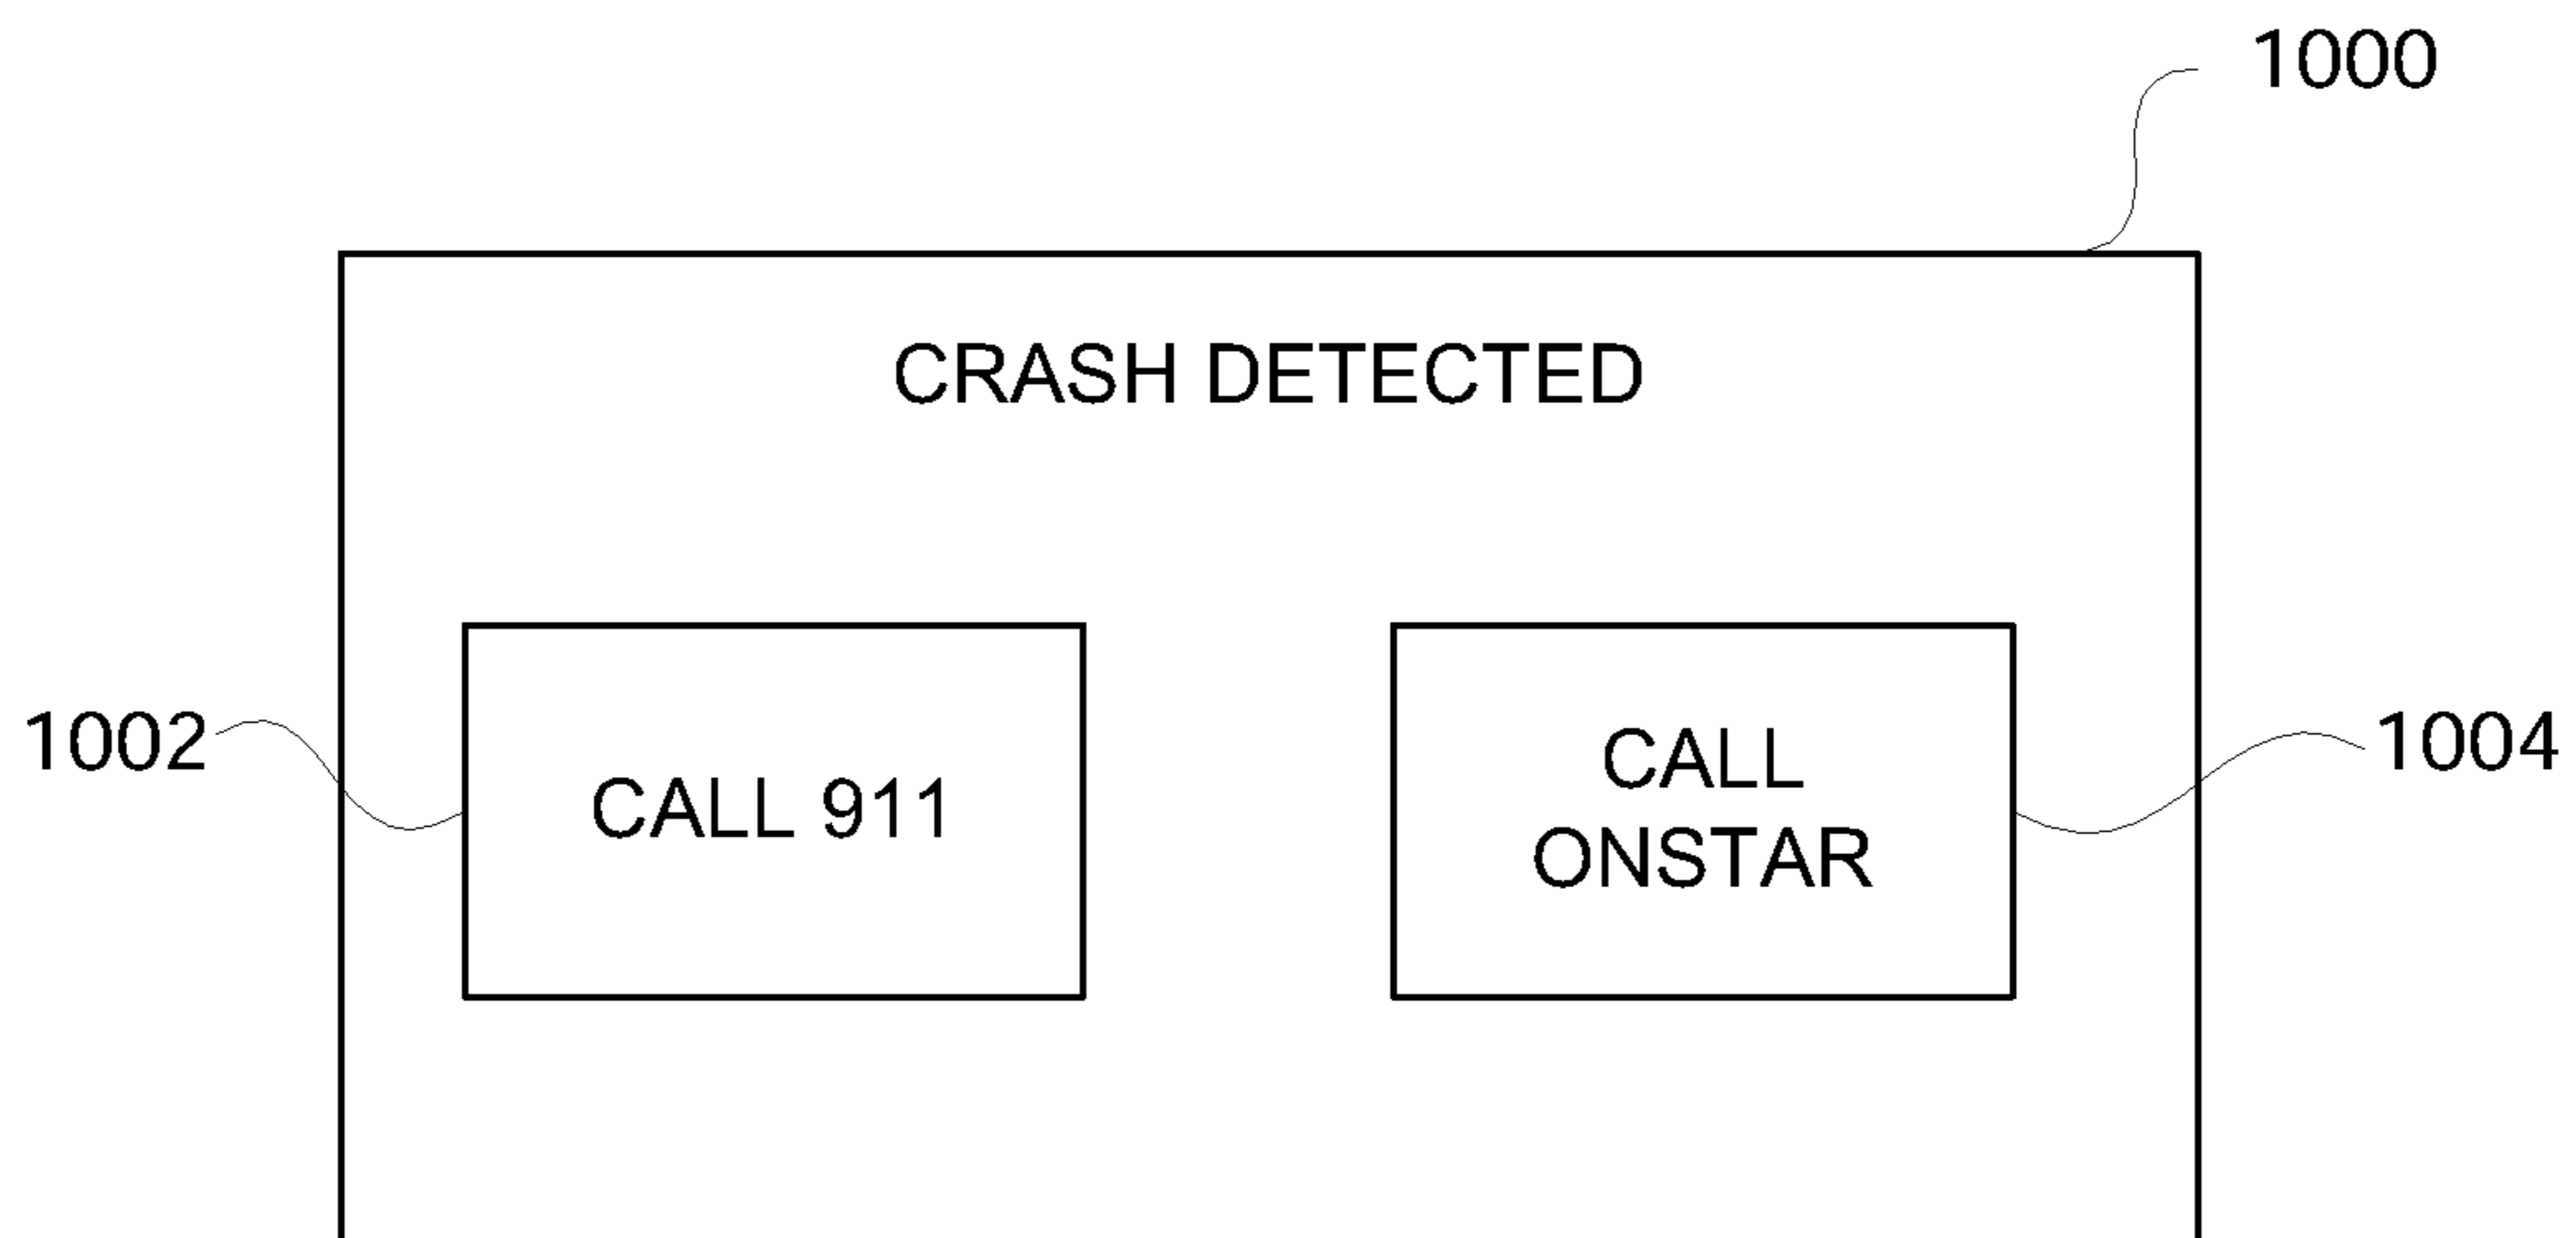 1000
CRASH DETECTED
1002
CALL 911
CALL
ONSTAR
1004